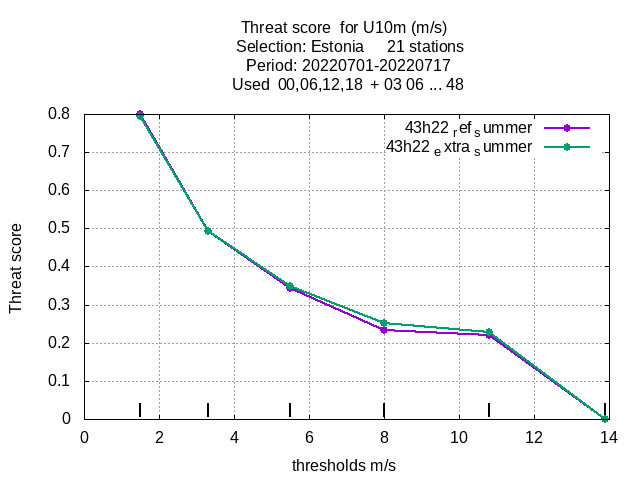 Threat score  for U10m (m/s)
Selection: Estonia     21 stations
Period: 20220701-20220717
Used  00,06,12,18  + 03 06 ... 48
43h22 ref summer
43h22 extra summer
0.8
0.7
0.6
0.5
0.4
0.3
0.2
0.1
0
Threat score
0 2 4 6 8 10 12 14
thresholds m/s